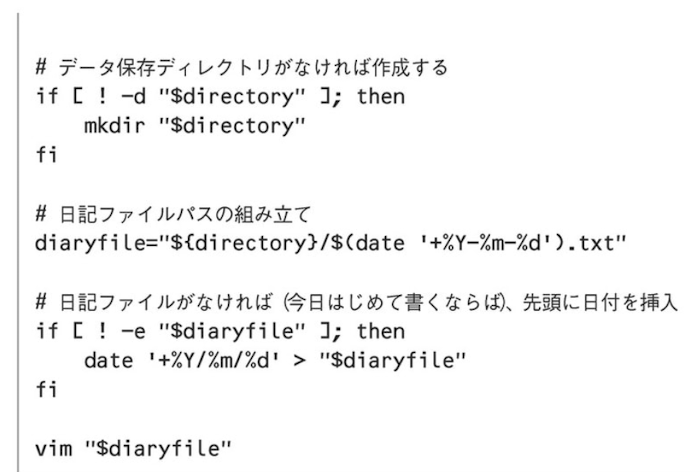 # データ保存ディレクトリがなければ作成する
if [ ! -d "$directory" ]; then
    mkdir "$directory"
fi
# 日記ファイルパスの組み立て
diaryfile="${directory}/$(date '+%Y-%m-%d').txt"
# 日記ファイルがなければ（今日はじめて書くならば）、先頭に日付を挿入
if [ ! -e "$diaryfile" ]; then
    date '+%Y/%m/%d' > "$diaryfile"
fi
vim "$diaryfile"